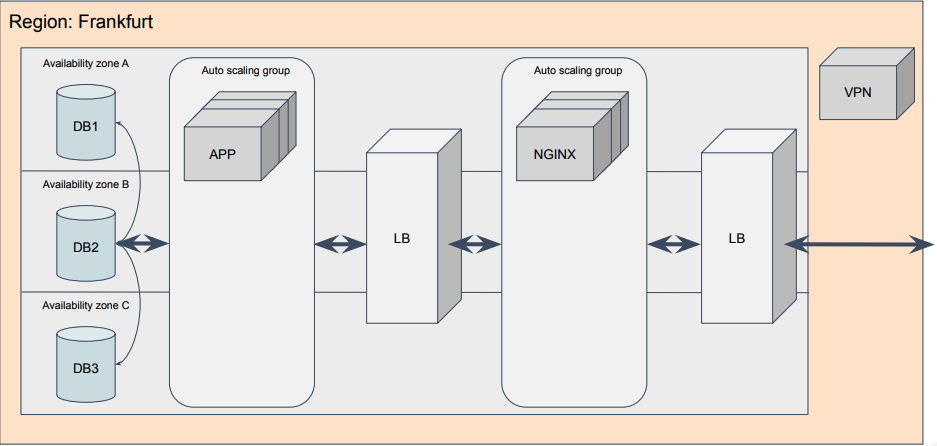 Region: Frankfurt
Availability zone A
Auto scaling group
Auto scaling group
VPN
DB1
APP
NGINX
Availability zone B
DB2
LB
LB
Availability zone C
DB3